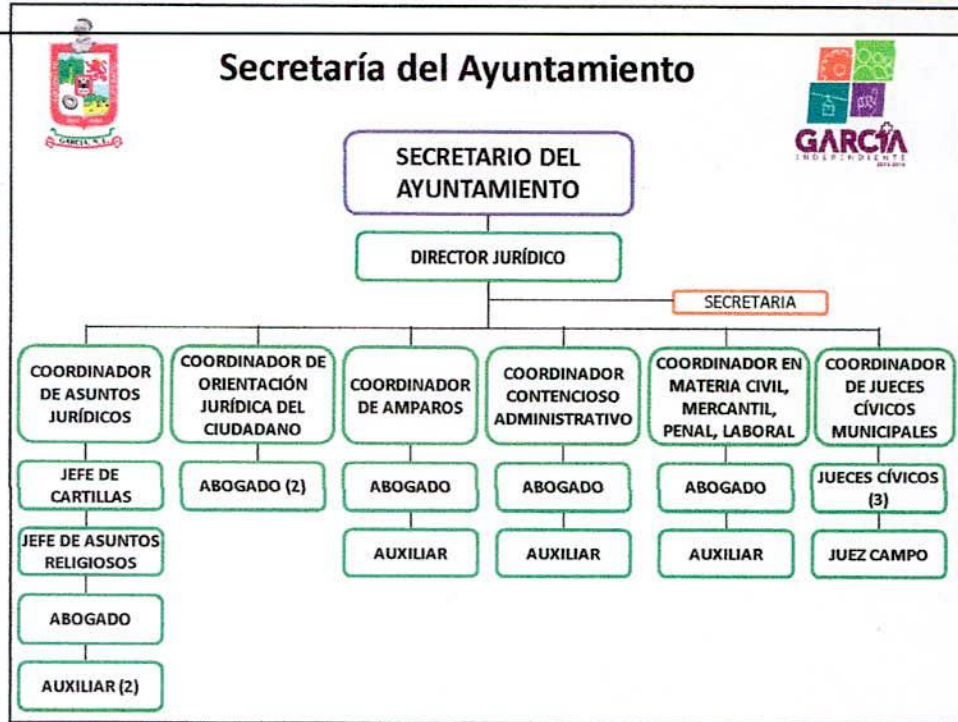 Secretaría del Ayuntamiento
GARCÍA, N. L.
GARCÍA
INDEPENDIENTE
SECRETARIO DEL
AYUNTAMIENTO
DIRECTOR JURÍDICO
SECRETARIA
COORDINADOR
DE ASUNTOS
JURÍDICOS
JEFE DE
CARTILLAS
JEFE DE ASUNTOS
RELIGIOSOS
ABOGADO
AUXILIAR (2)
COORDINADOR DE
ORIENTACIÓN
JURÍDICA DEL
CIUDADANO
ABOGADO (2)
COORDINADOR
DE AMPAROS
ABOGADO
AUXILIAR
COORDINADOR
CONTENCIOSO
ADMINISTRATIVO
ABOGADO
AUXILIAR
COORDINADOR EN
MATERIA CIVIL,
MERCANTIL,
PENAL, LABORAL
ABOGADO
AUXILIAR
COORDINADOR
DE JUECES
CÍVICOS
MUNICIPALES
JUECES CÍVICOS
(3)
JUEZ CAMPO